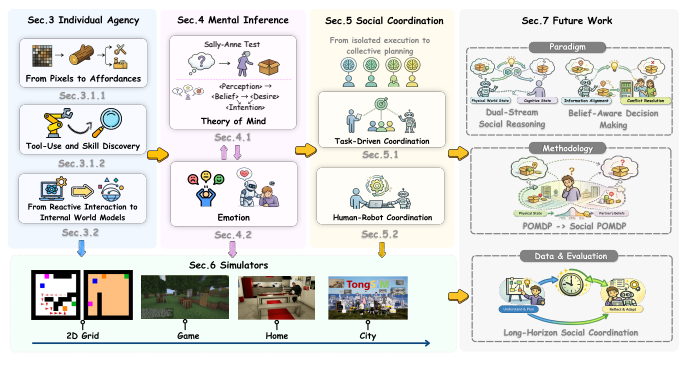 Sec.3 Individual Agency
From Pixels to Affordances
Sec.3.1.1
Tool-Use and Skill Discovery
Sec.3.1.2
From Reactive Interaction to
Internal World Models
Sec.3.2
Sec.4 Mental Inference
Sally-Anne Test
<Perception> →
<Belief> → <Desire>
<Intention>
Theory of Mind
Sec.4.1
Emotion
Sec.4.2
Sec.5 Social Coordination
From isolated execution to
collective planning
Task-Driven Coordination
Sec.5.1
Human-Robot Coordination
Sec.5.2
Sec.6 Simulators
2D Grid
Game
Home
City
Sec.7 Future Work
Paradigm
Physical World State
Cognitive State
Information Alignment
Conflict Resolution
Dual-Stream
Social Reasoning
Belief-Aware Decision
Making
Methodology
Physical State
Partner's Beliefs
POMDP -> Social POMDP
Data & Evaluation
Understand & Plan
Reflect & Adapt
Long-Horizon Social Coordination